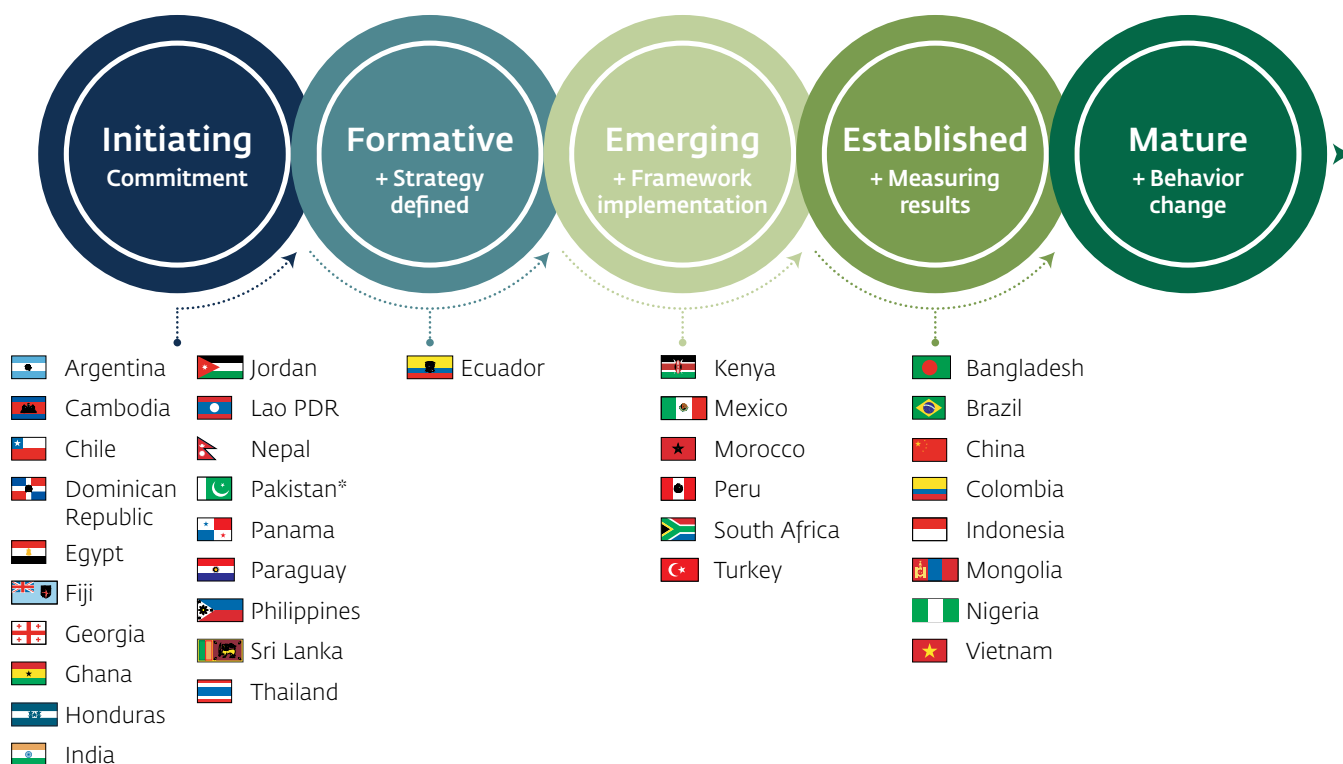 Initiating
Commitment
Formative
+ Strategy
defined
Emerging
+ Framework
implementation
Established
+ Measuring
results
Mature
+ Behavior
change
Argentina
Cambodia
Chile
Dominican
Republic
Egypt
Fiji
Georgia
Ghana
Honduras
India
Jordan
Lao PDR
Nepal
Pakistan*
Panama
Paraguay
Philippines
Sri Lanka
Thailand
Ecuador
Kenya
Mexico
Morocco
Peru
South Africa
Turkey
Bangladesh
Brazil
China
Colombia
Indonesia
Mongolia
Nigeria
Vietnam